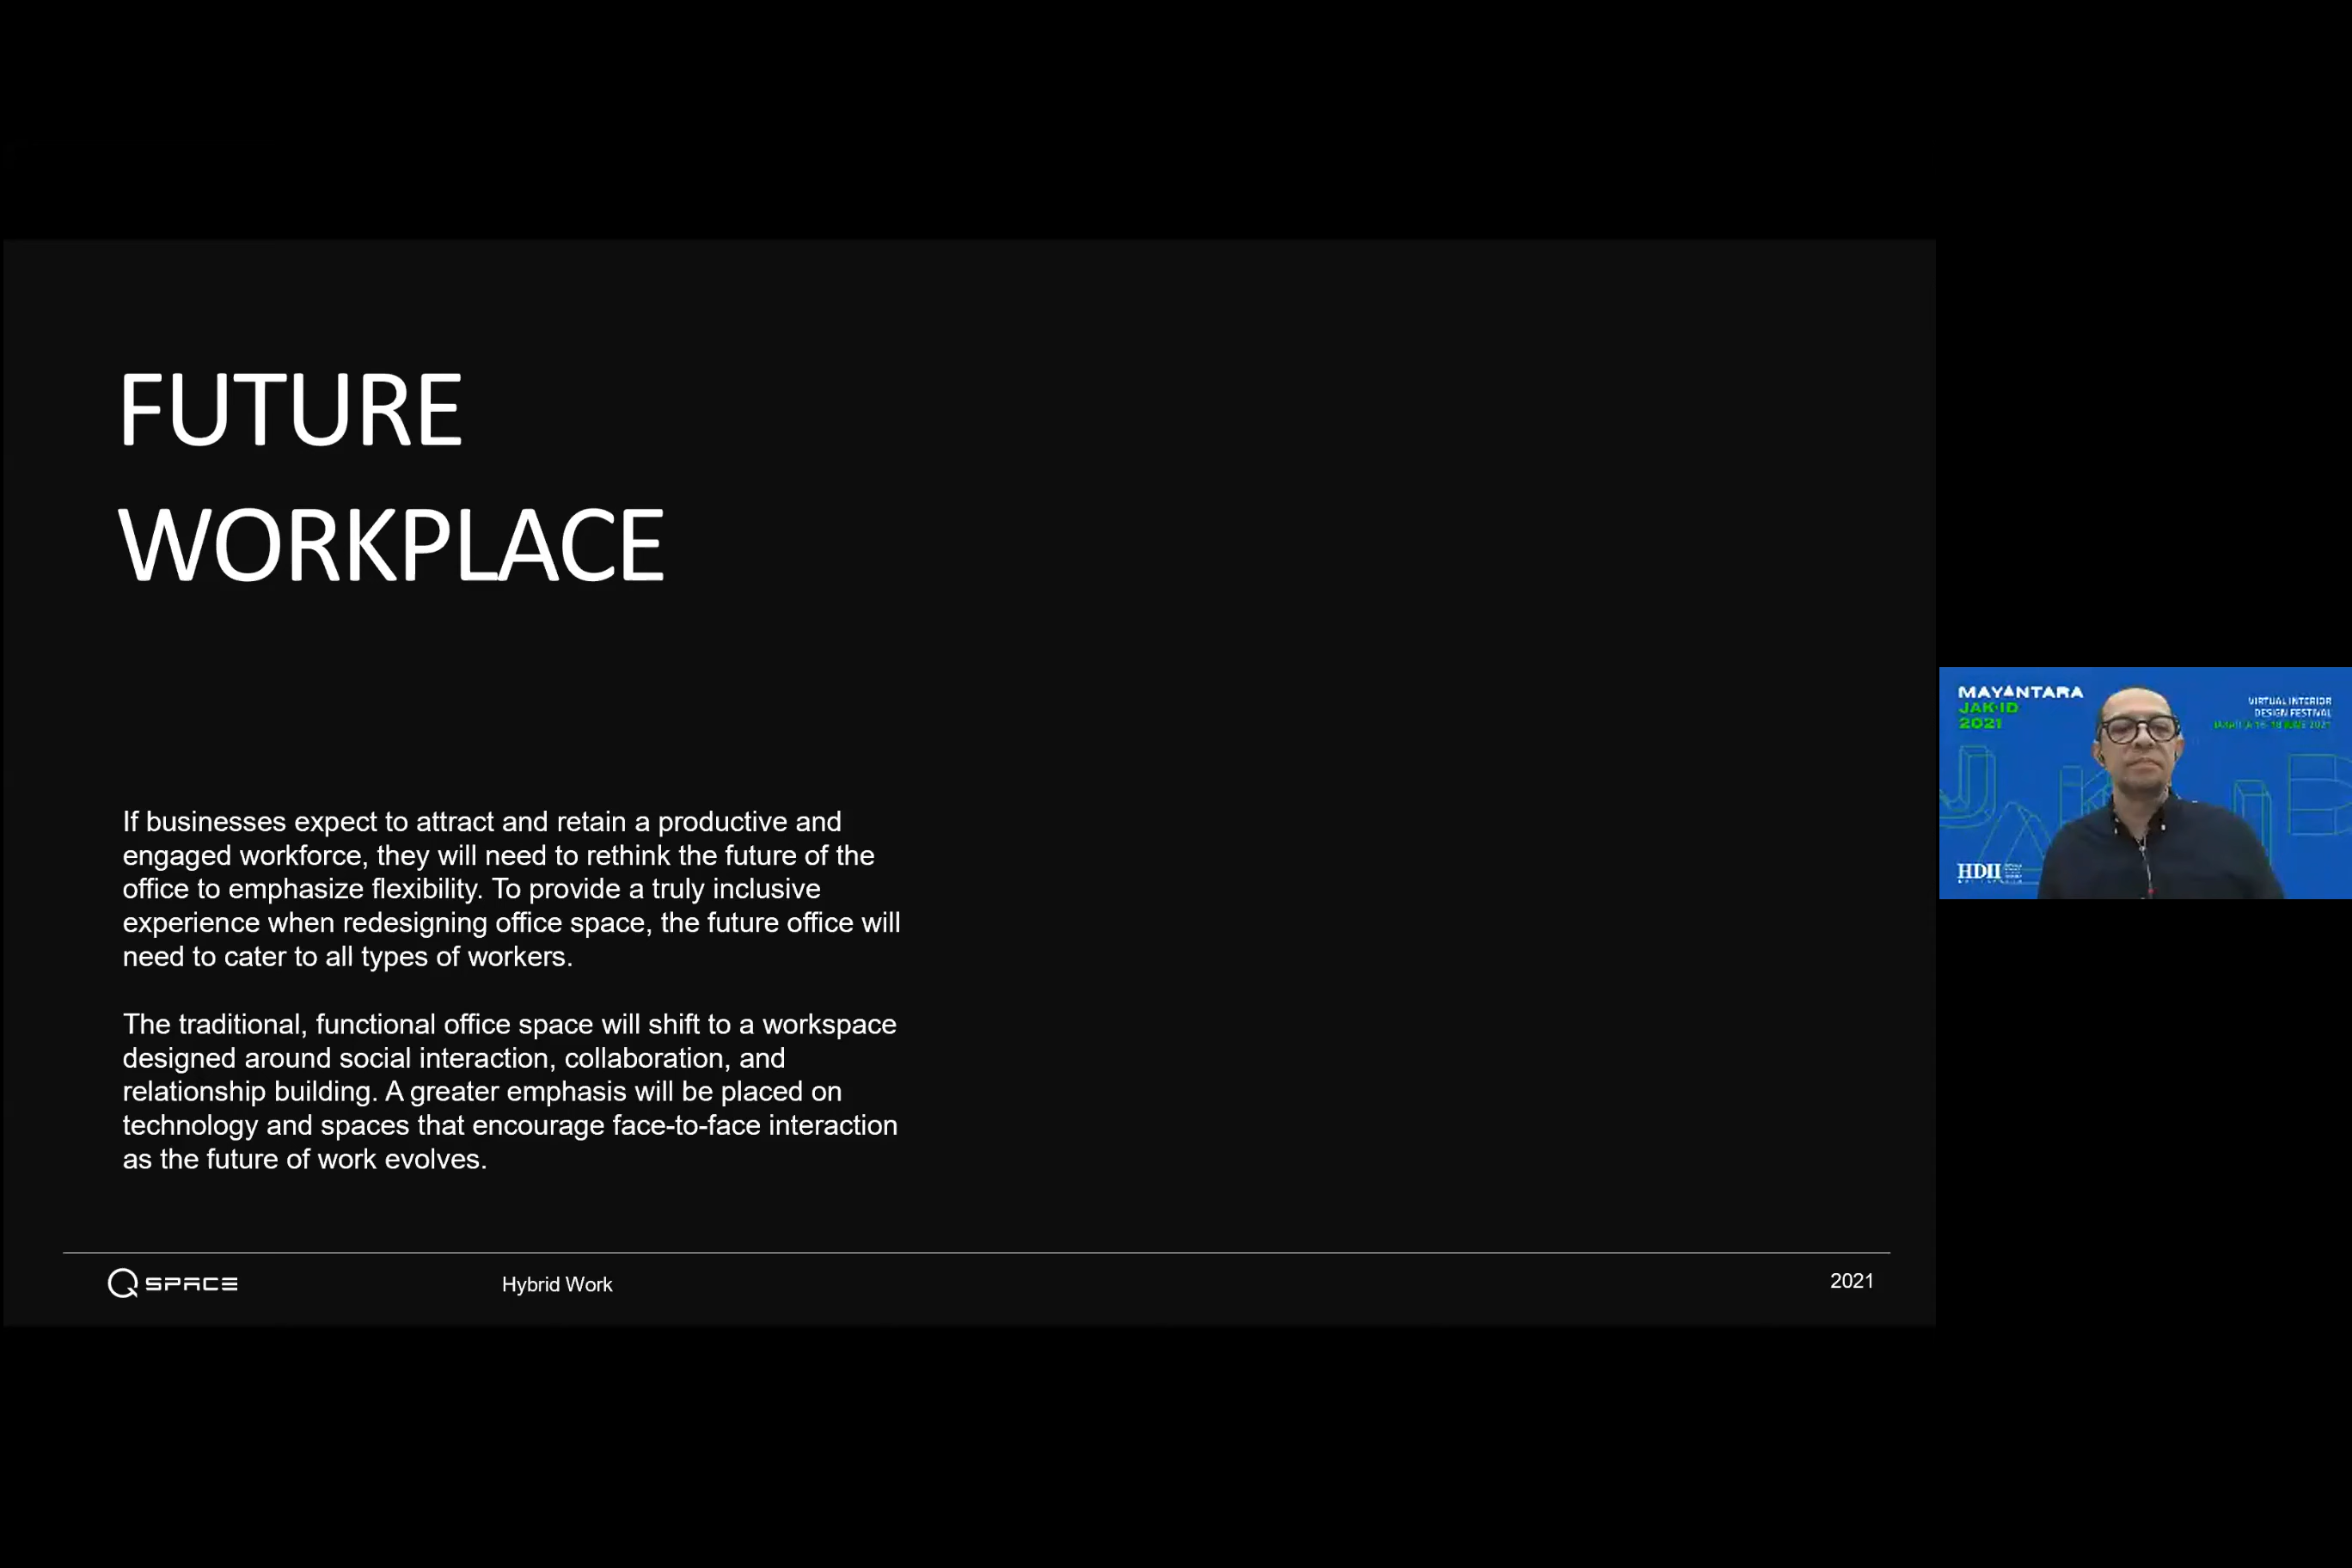 FUTURE
WORKPLACE
If businesses expect to attract and retain a productive and
engaged workforce, they will need to rethink the future of the
office to emphasize flexibility. To provide a truly inclusive
experience when redesigning office space, the future office will
need to cater to all types of workers.
The traditional, functional office space will shift to a workspace
designed around social interaction, collaboration, and
relationship building. A greater emphasis will be placed on
technology and spaces that encourage face-to-face interaction
as the future of work evolves.
Q SPACE
Hybrid Work
2021
MAYANTARA
JAK·ID
2021
VIRTUAL INTERIOR
DESIGN FESTIVAL
HDII